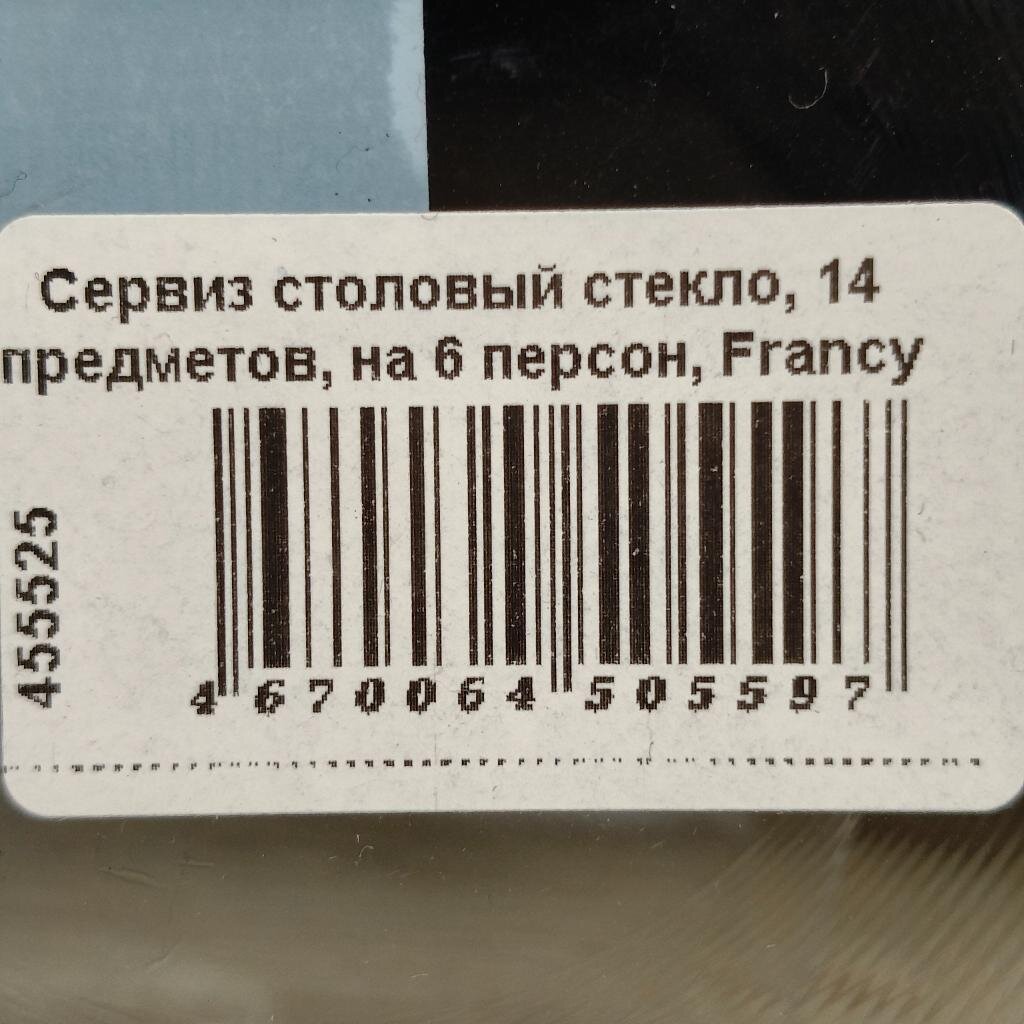 Сервиз столовый стекло, 14
предметов, на 6 персон, Francy
455525
4 670064 505597